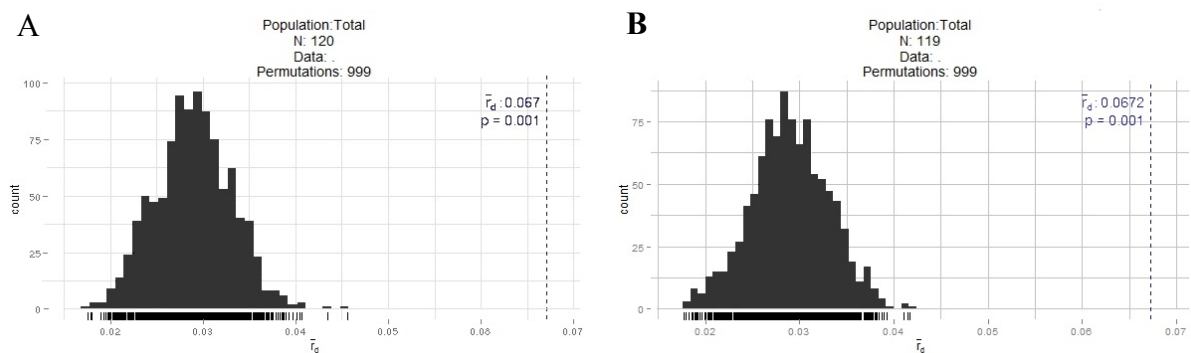 A
Population:Total
N: 120
Data: .
Permutations: 999
r̄d : 0.067
p = 0.001
count
100
75
50
25
0
0.02 0.03 0.04 0.05 0.06 0.07
r̄d
B
Population:Total
N: 119
Data: .
Permutations: 999
r̄d : 0.0672
p = 0.001
count
75
50
25
0
0.02 0.03 0.04 0.05 0.06 0.07
r̄d